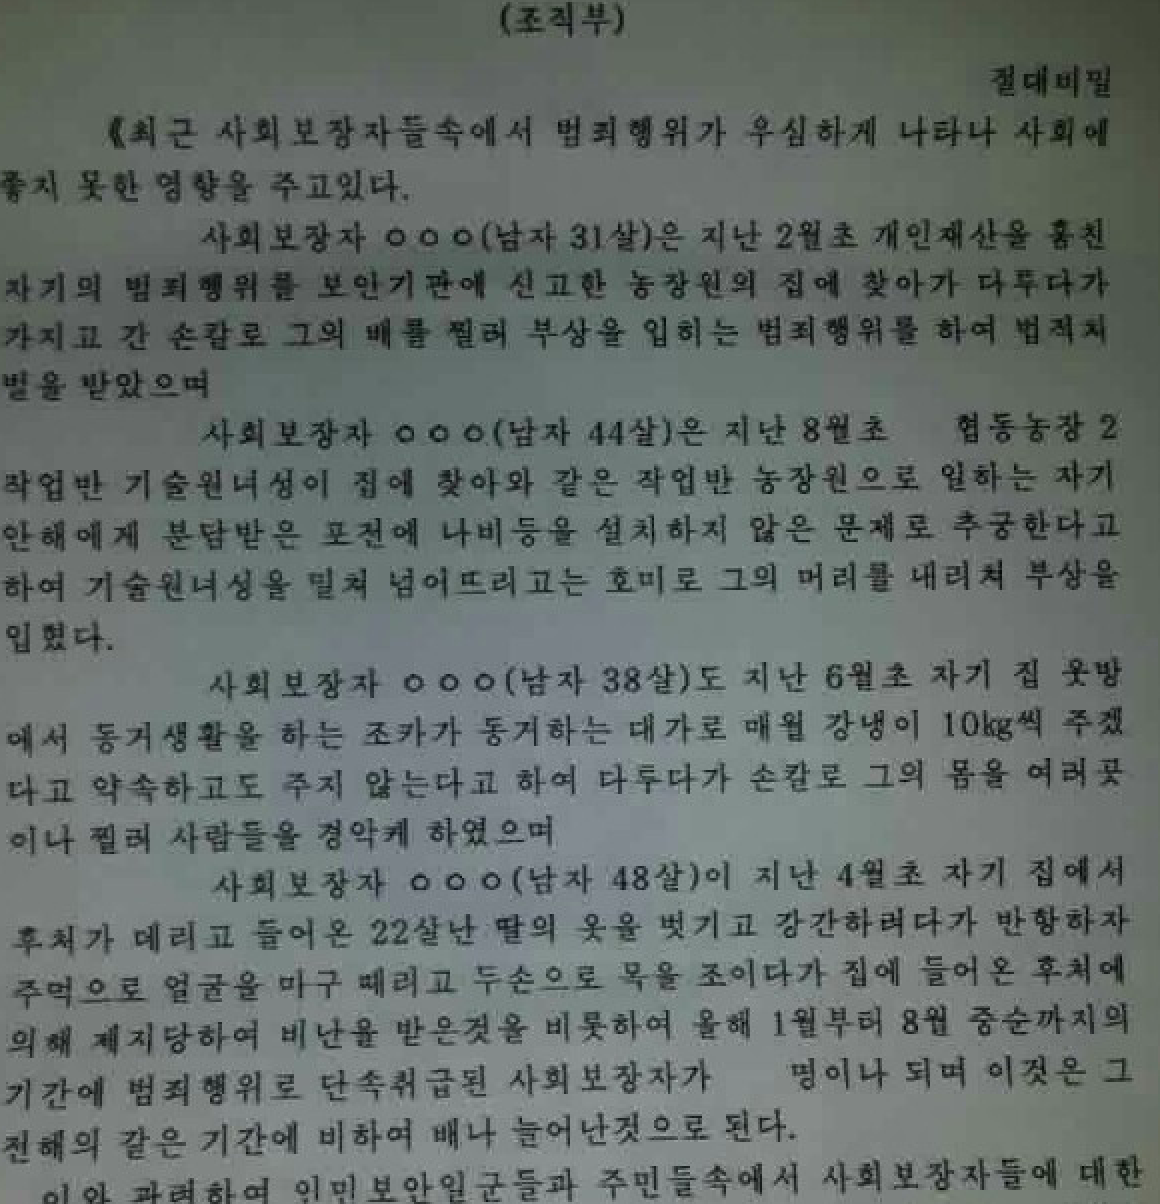 (조직부)
절대비밀
《최근 사회보장자들속에서 범죄행위가 우심하게 나타나 사회에
좋지 못한 영향을 주고있다.
사회보장자 ㅇㅇㅇ(남자 31살)은 지난 2월초 개인재산을 훔친
자기의 범죄행위를 보안기관에 신고한 농장원의 집에 찾아가 다투다가
가지고 간 손칼로 그의 배를 찔러 부상을 입히는 범죄행위를 하여 법적처
벌을 받았으며
사회보장자 ㅇㅇㅇ(남자 44살)은 지난 8월초 협동농장 2
작업반 기술원녀성이 집에 찾아와 같은 작업반 농장원으로 일하는 자기
안해에게 분담받은 포전에 나비등을 설치하지 않은 문제로 추궁한다고
하여 기술원녀성을 밀쳐 넘어뜨리고는 호미로 그의 머리를 내리쳐 부상을
입혔다.
사회보장자 ㅇㅇㅇ(남자 38살)도 지난 6월초 자기 집 웃방
에서 동거생활을 하는 조카가 동거하는 대가로 매월 강냉이 10kg씩 주겠
다고 약속하고도 주지 않는다고 하여 다투다가 손칼로 그의 몸을 여러곳
이나 찔러 사람들을 경악케 하였으며
사회보장자 ㅇㅇㅇ(남자 48살)이 지난 4월초 자기 집에서
후처가 데리고 들어온 22살난 딸의 옷을 벗기고 강간하려다가 반항하자
주먹으로 얼굴을 마구 때리고 두손으로 목을 조이다가 집에 들어온 후처에
의해 제지당하여 비난을 받은것을 비롯하여 올해 1월부터 8월 중순까지의
기간에 범죄행위로 단속취급된 사회보장자가 명이나 되며 이것은 그
전해의 같은 기간에 비하여 배나 늘어난것으로 된다.
이와 관련하여 인민보안일군들과 주민들속에서 사회보장자들에 대한